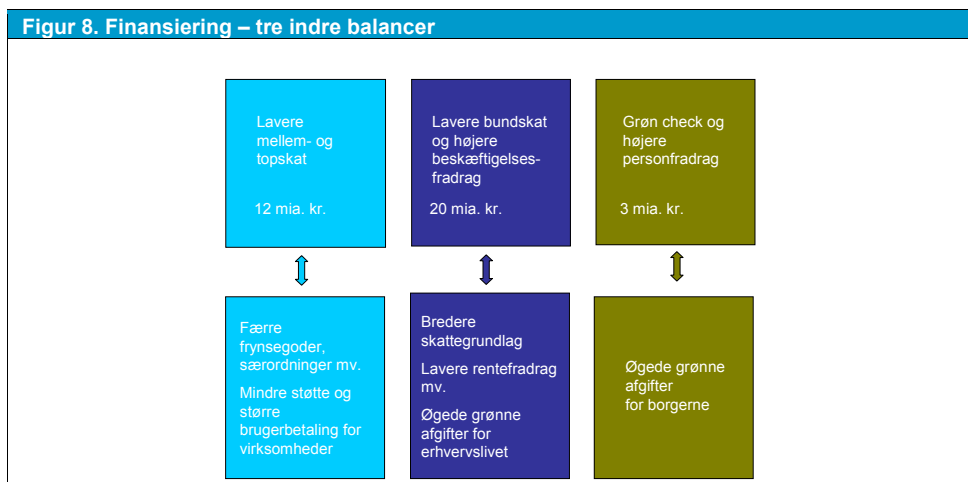 Figur 8. Finansiering – tre indre balancer
Lavere
mellem- og
topskat
12 mia. kr.
Lavere bundskat
og højere
beskæftigelses-
fradrag
20 mia. kr.
Grøn check og
højere
personfradrag
3 mia. kr.
Færre
frynsegoder,
særordninger mv.
Mindre støtte og
større
brugerbetaling for
virksomheder
Bredere
skattegrundlag
Lavere rentefradrag
mv.
Øgede grønne
afgifter for
erhvervslivet
Øgede grønne
afgifter
for borgerne